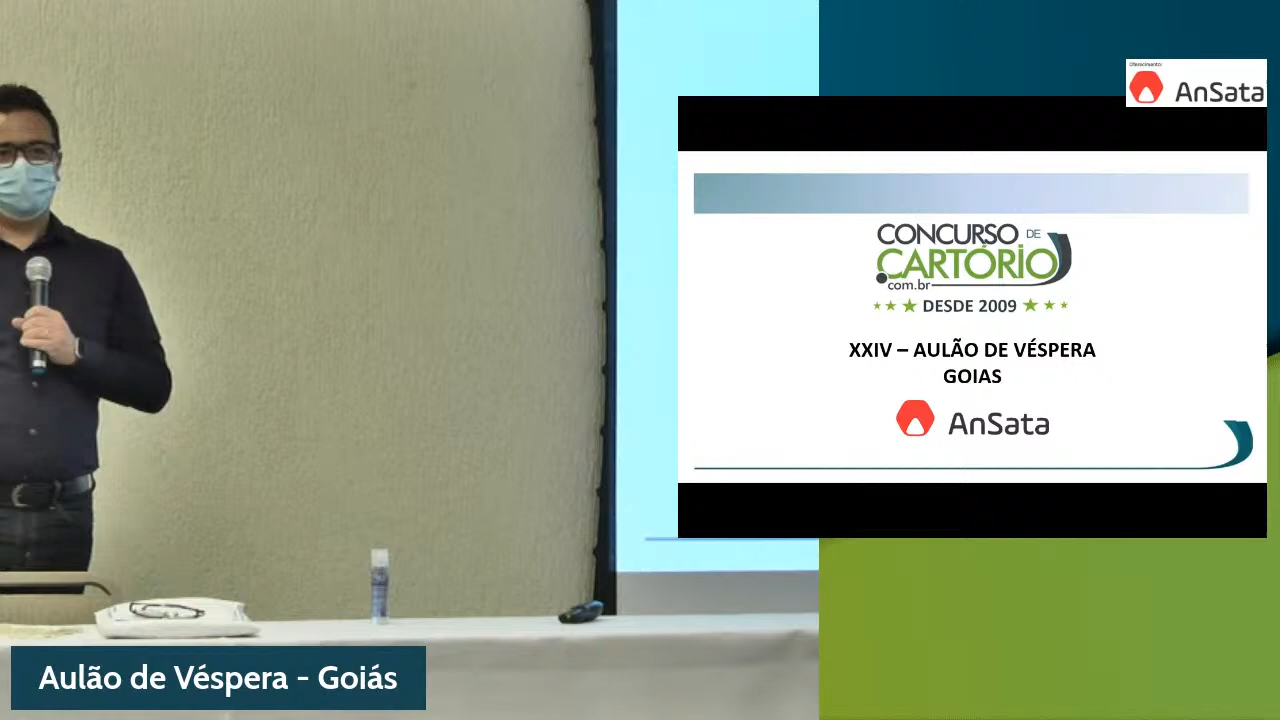 Oferecimento:
AnSata
CONCURSO DE
CARTÓRIO
.com.br
DESDE 2009
XXIV – AULÃO DE VÉSPERA
GOIAS
AnSata
Aulão de Véspera - Goiás